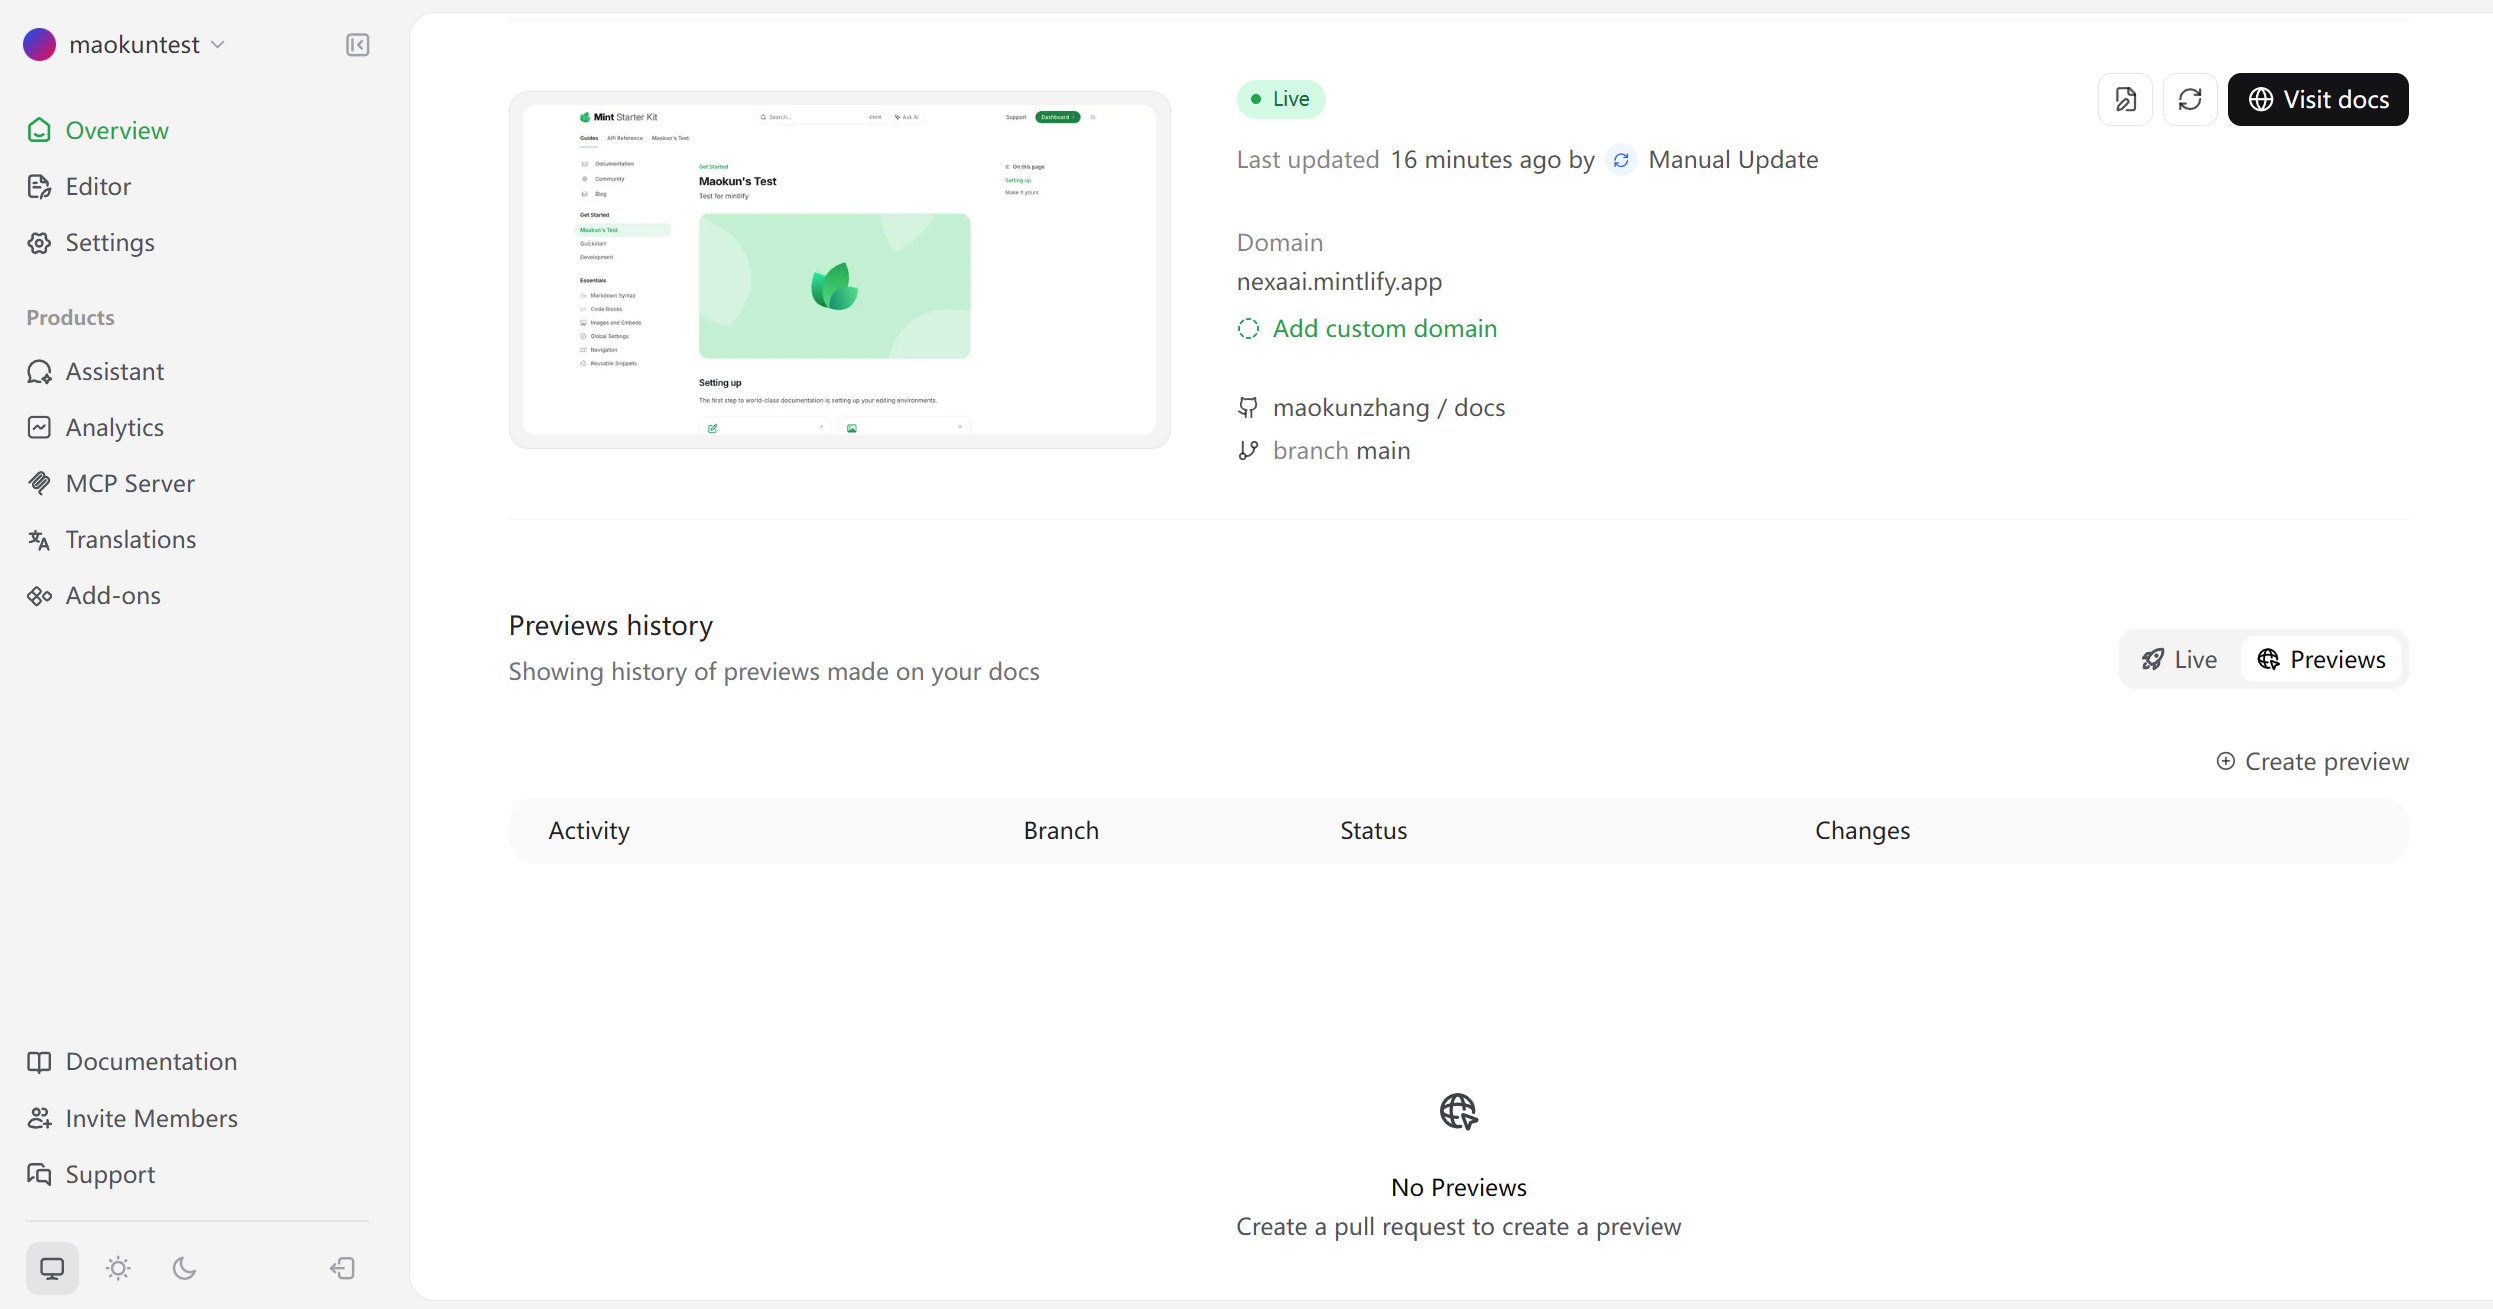 maokuntest
Overview
Editor
Settings
Products
Assistant
Analytics
MCP Server
Translations
Add-ons
Documentation
Invite Members
Support
Mint Starter Kit
Search...
Ctrl K
Ask AI
Support
Dashboard
Guides
API Reference
Maokun's Test
Documentation
Community
Blog
Get Started
Maokun's Test
Quickstart
Development
Essentials
Markdown Syntax
Code Blocks
Images and Embeds
Global Settings
Navigation
Reusable Snippets
Get Started
Maokun's Test
Test for mintlify
Setting up
The first step to world-class documentation is setting up your editing environments.
On this page
Setting up
Make it yours
Live
Visit docs
Last updated 16 minutes ago by Manual Update
Domain
nexaai.mintlify.app
Add custom domain
maokunzhang / docs
branch main
Previews history
Showing history of previews made on your docs
Live
Previews
Create preview
Activity
Branch
Status
Changes
No Previews
Create a pull request to create a preview